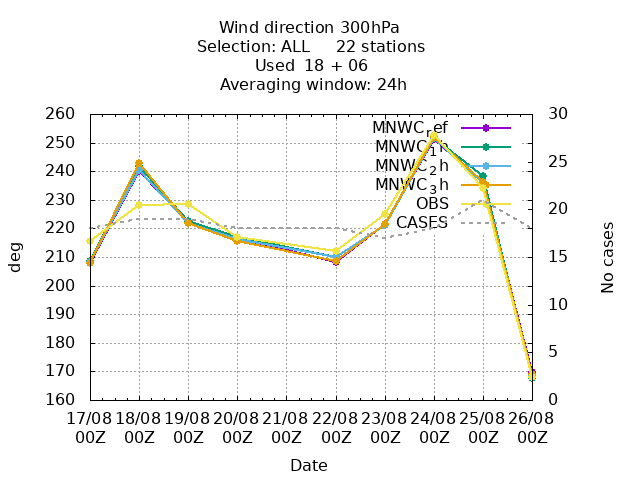 Wind direction 300hPa
Selection: ALL 22 stations
Used 18 + 06
Averaging window: 24h
MNWC_ref
MNWC_1h
MNWC_2h
MNWC_3h
OBS
CASES
deg
260
250
240
230
220
210
200
190
180
170
160
No cases
30
25
20
15
10
5
0
17/08 18/08 19/08 20/08 21/08 22/08 23/08 24/08 25/08 26/08
00Z 00Z 00Z 00Z 00Z 00Z 00Z 00Z 00Z 00Z
Date